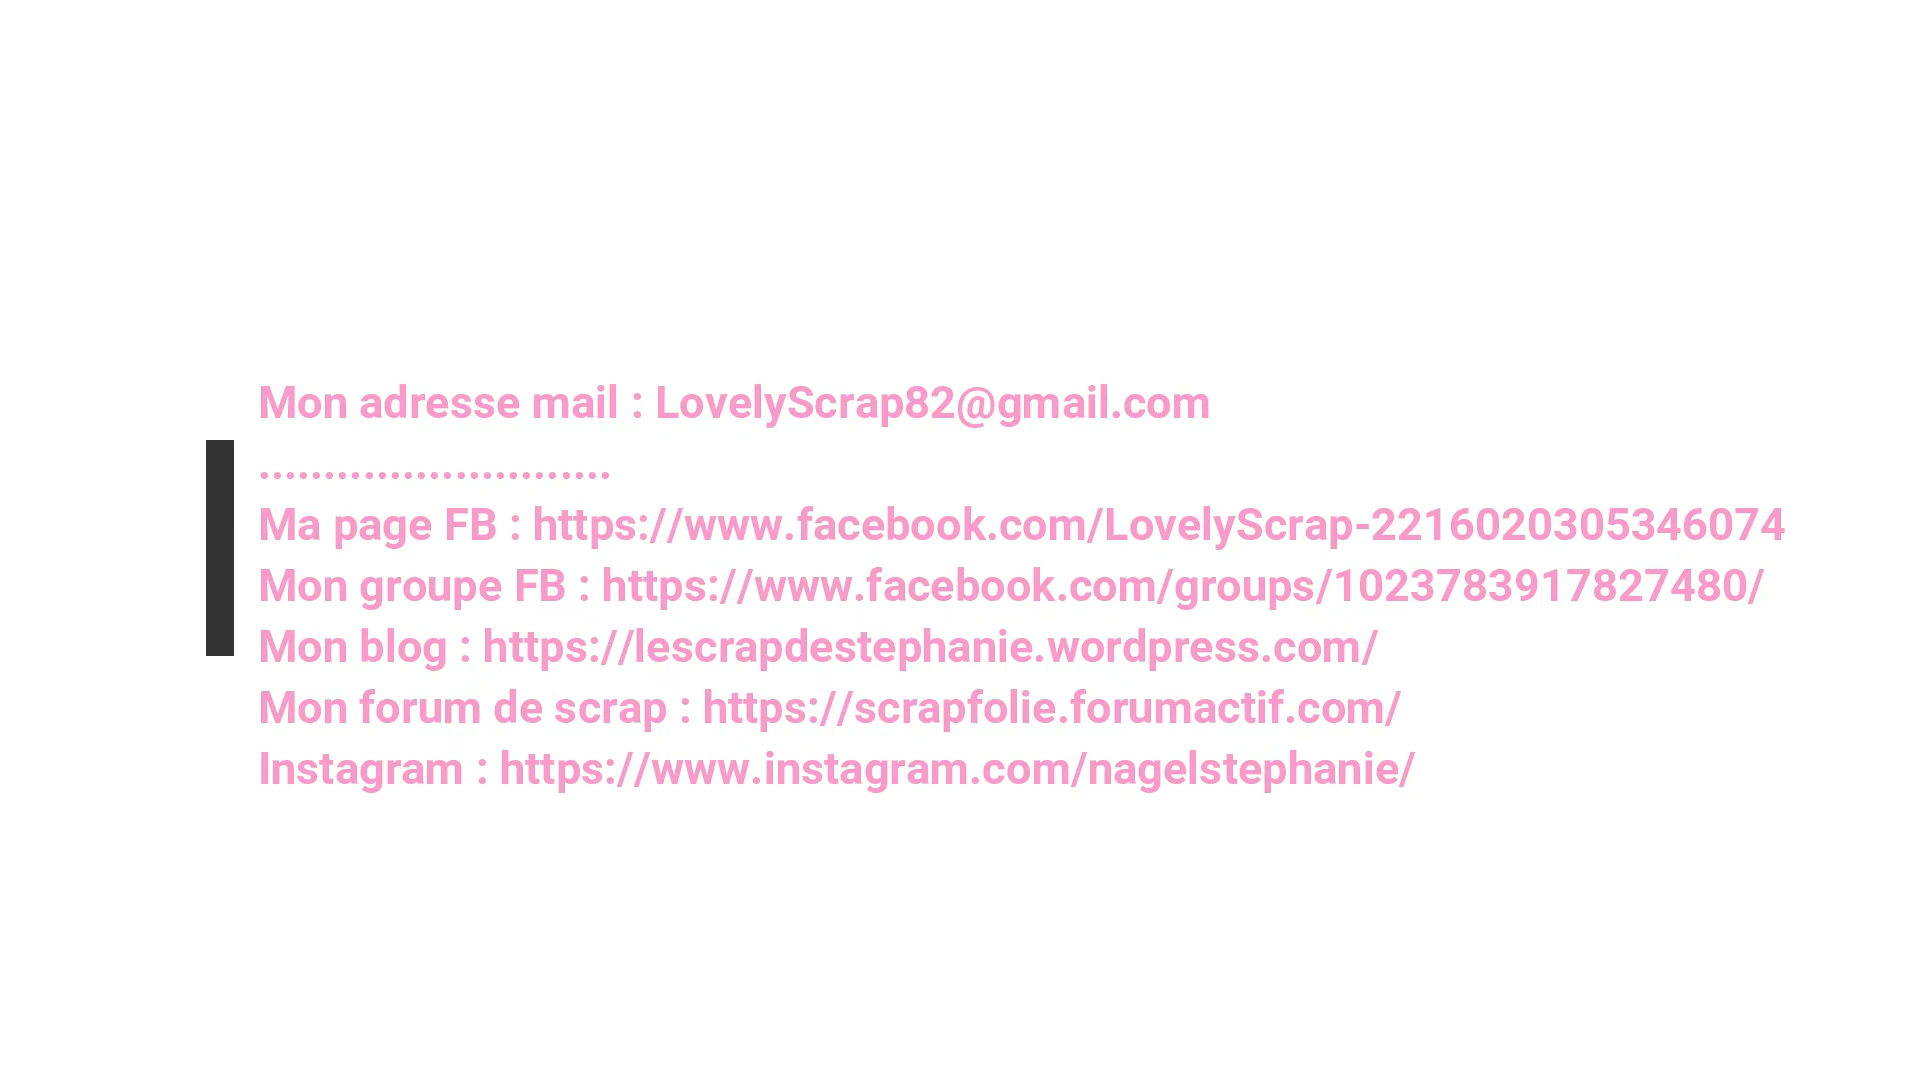 Mon adresse mail : LovelyScrap82@gmail.com
...........................
Ma page FB : https://www.facebook.com/LovelyScrap-2216020305346074
Mon groupe FB : https://www.facebook.com/groups/1023783917827480/
Mon blog : https://lescrapdestephanie.wordpress.com/
Mon forum de scrap : https://scrapfolie.forumactif.com/
Instagram : https://www.instagram.com/nagelstephanie/